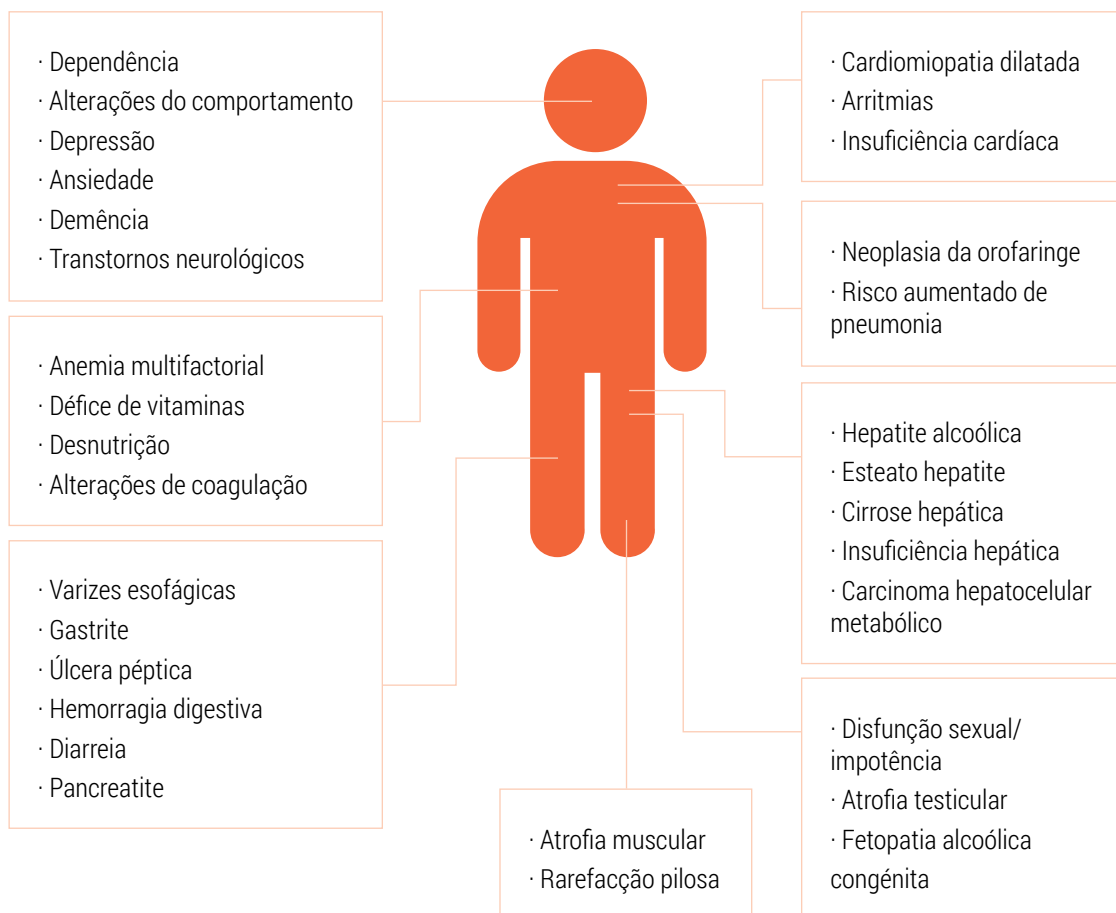 · Dependência
· Alterações do comportamento
· Depressão
· Ansiedade
· Demência
· Transtornos neurológicos
· Anemia multifactorial
· Défice de vitaminas
· Desnutrição
· Alterações de coagulação
· Varizes esofágicas
· Gastrite
· Úlcera péptica
· Hemorragia digestiva
· Diarreia
· Pancreatite
· Atrofia muscular
· Rarefacção pilosa
· Cardiomiopatia dilatada
· Arritmias
· Insuficiência cardíaca
· Neoplasia da orofaringe
· Risco aumentado de
pneumonia
· Hepatite alcoólica
· Esteato hepatite
· Cirrose hepática
· Insuficiência hepática
· Carcinoma hepatocelular
metabólico
· Disfunção sexual/
impotência
· Atrofia testicular
· Fetopatia alcoólica
congénita